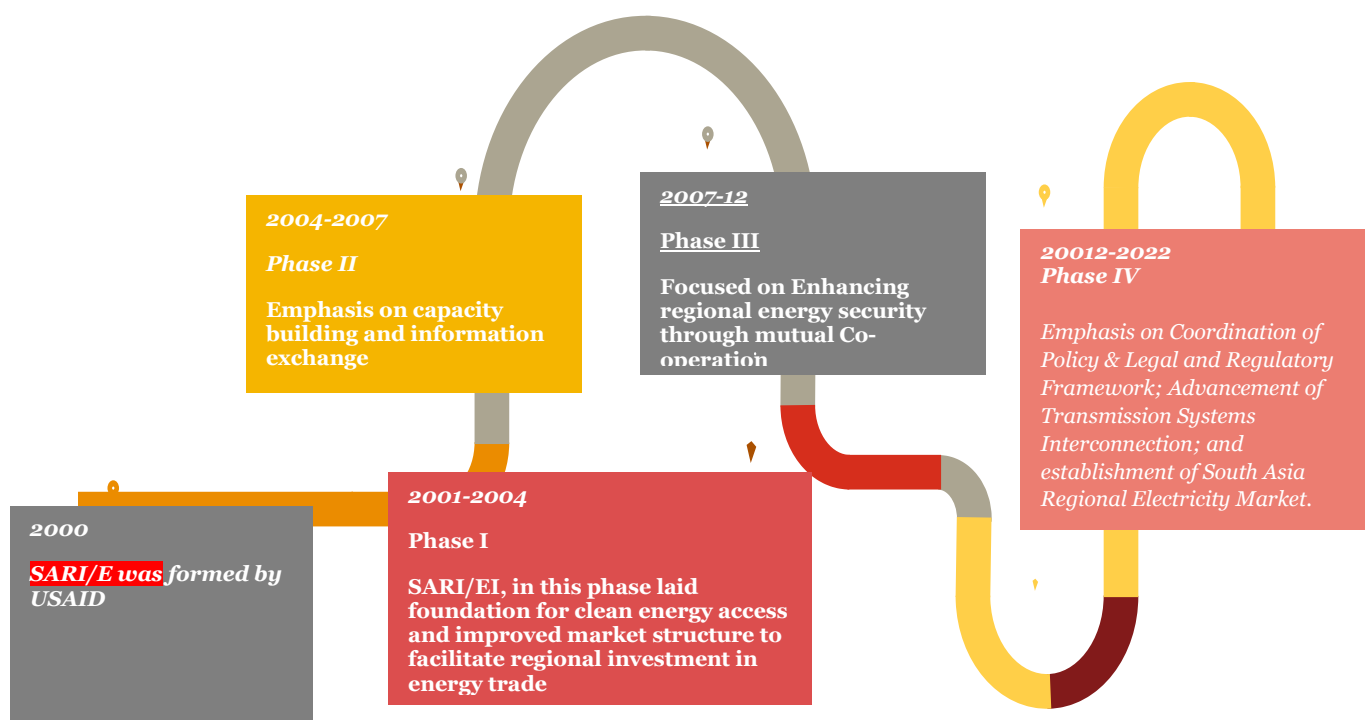 2000
SARI/E was formed by
USAID
2001-2004
Phase I
SARI/EI, in this phase laid
foundation for clean energy access
and improved market structure to
facilitate regional investment in
energy trade
2004-2007
Phase II
Emphasis on capacity
building and information
exchange
2007-12
Phase III
Focused on Enhancing
regional energy security
through mutual Co-
operation
20012-2022
Phase IV
Emphasis on Coordination of
Policy & Legal and Regulatory
Framework; Advancement of
Transmission Systems
Interconnection; and
establishment of South Asia
Regional Electricity Market.